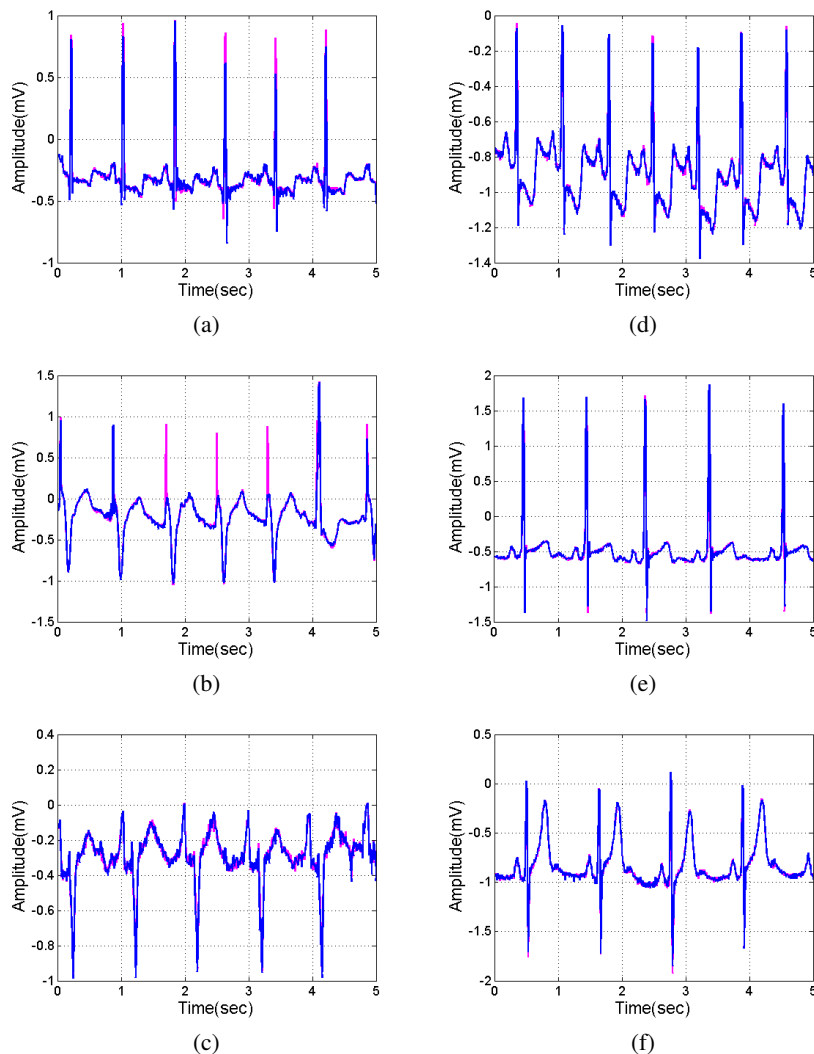 1
0.5
0
-0.5
-1
Amplitude(mV)
0 1 2 3 4 5
Time(sec)
(a)
0
-0.2
-0.4
-0.6
-0.8
-1
-1.2
-1.4
Amplitude(mV)
0 1 2 3 4 5
Time(sec)
(d)
1.5
1
0.5
0
-0.5
-1
-1.5
Amplitude(mV)
0 1 2 3 4 5
Time(sec)
(b)
2
1.5
1
0.5
0
-0.5
-1
-1.5
Amplitude(mV)
0 1 2 3 4 5
Time(sec)
(e)
0.4
0.2
0
-0.2
-0.4
-0.6
-0.8
-1
Amplitude(mV)
0 1 2 3 4 5
Time(sec)
(c)
0.5
0
-0.5
-1
-1.5
-2
Amplitude(mV)
0 1 2 3 4 5
Time(sec)
(f)